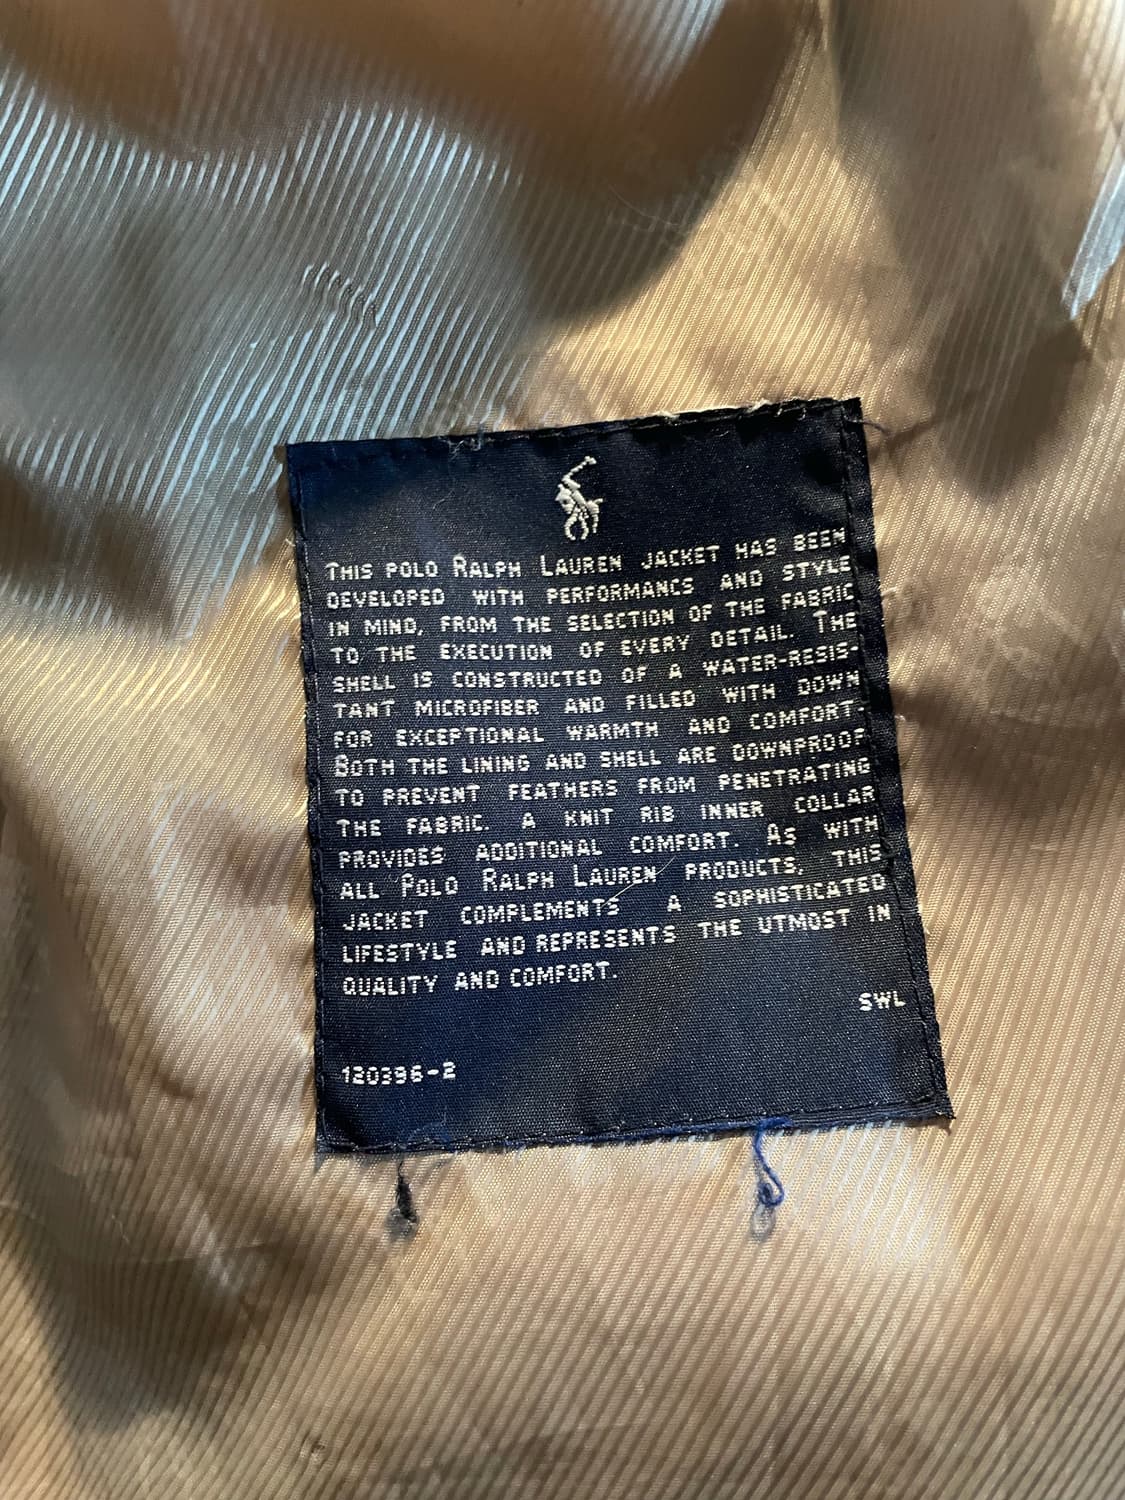 THIS POLO RALPH LAUREN JACKET HAS BEEN
DEVELOPED WITH PERFORMANCS AND STYLE
IN MIND, FROM THE SELECTION OF THE FABRIC
TO THE EXECUTION OF EVERY DETAIL. THE
SHELL IS CONSTRUCTED OF A WATER-RESIS-
TANT MICROFIBER AND FILLED WITH DOWN
FOR EXCEPTIONAL WARMTH AND COMFORT.
BOTH THE LINING AND SHELL ARE DOWNPROOF
TO PREVENT FEATHERS FROM PENETRATING
THE FABRIC. A KNIT RIB INNER COLLAR
PROVIDES ADDITIONAL COMFORT. AS WITH
ALL POLO RALPH LAUREN PRODUCTS, THIS
JACKET COMPLEMENTS A SOPHISTICATED
LIFESTYLE AND REPRESENTS THE UTMOST IN
QUALITY AND COMFORT.
SWL
120396-2